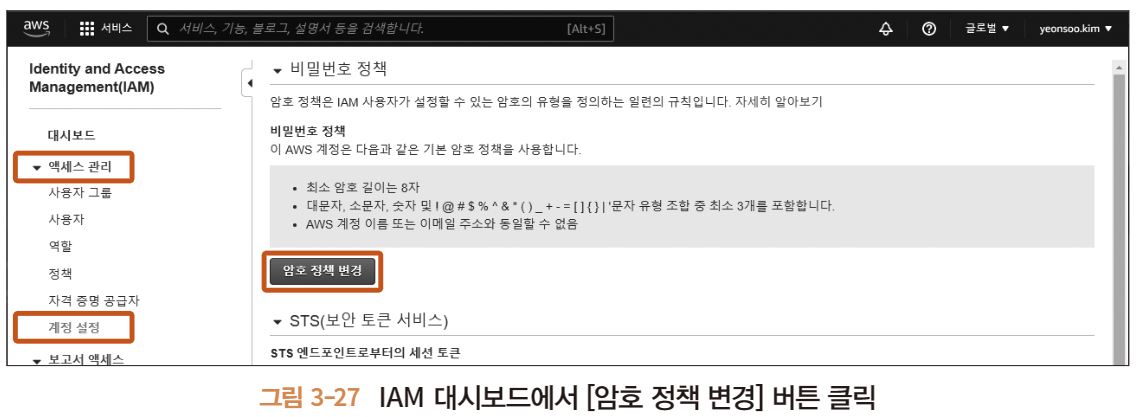 aws 서비스 서비스, 기능, 블로그, 설명서 등을 검색합니다. [Alt+S] 글로벌 ▼ yeonsoo.kim ▼
Identity and Access
Management(IAM)
대시보드
▼ 액세스 관리
사용자 그룹
사용자
역할
정책
자격 증명 공급자
계정 설정
▼ 보고서 액세스
▼ 비밀번호 정책
암호 정책은 IAM 사용자가 설정할 수 있는 암호의 유형을 정의하는 일련의 규칙입니다. 자세히 알아보기
비밀번호 정책
이 AWS 계정은 다음과 같은 기본 암호 정책을 사용합니다.
• 최소 암호 길이는 8자
• 대문자, 소문자, 숫자 및 ! @ # $ % ^ & * ( ) _ + - = [ ] { } | '문자 유형 조합 중 최소 3개를 포함합니다.
• AWS 계정 이름 또는 이메일 주소와 동일할 수 없음
암호 정책 변경
▼ STS(보안 토큰 서비스)
STS 엔드포인트로부터의 세션 토큰
그림 3-27 IAM 대시보드에서 [암호 정책 변경] 버튼 클릭